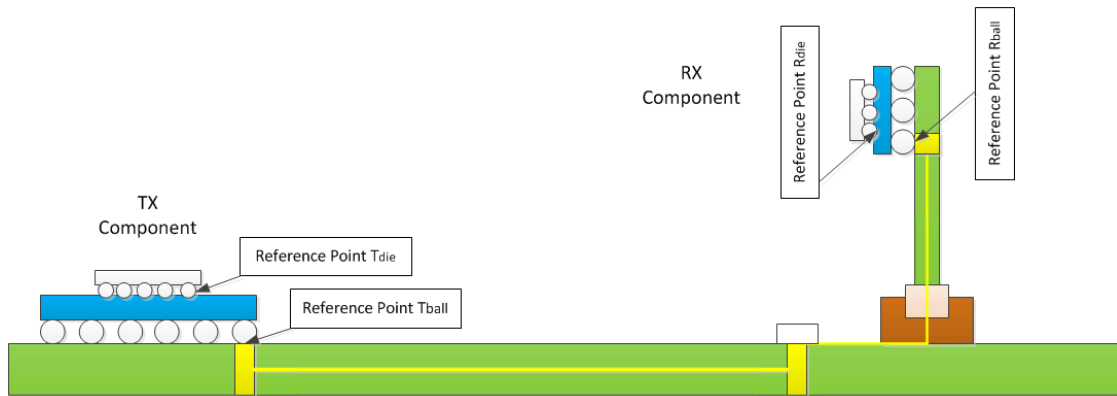 TX
Component
Reference Point Tdie
Reference Point Tball
RX
Component
Reference Point Rdie
Reference Point Rball